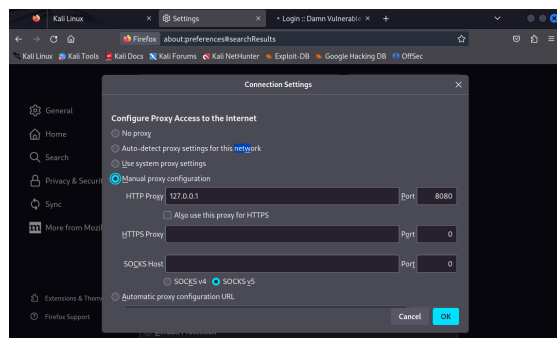 Kali Linux
Settings
Login :: Damn Vulnerable
Firefox about:preferences#searchResults
Kali Linux Kali Tools Kali Docs Kali Forums Kali NetHunter Exploit-DB Google Hacking DB OffSec
Connection Settings
General
Home
Search
Privacy & Securit
Sync
More from Mozil
Extensions & Theme
Firefox Support
Configure Proxy Access to the Internet
No proxy
Auto-detect proxy settings for this network
Use system proxy settings
Manual proxy configuration
HTTP Proxy 127.0.0.1 Port 8080
Also use this proxy for HTTPS
HTTPS Proxy Port 0
SOCKS Host Port 0
SOCKS v4 SOCKS v5
Automatic proxy configuration URL
Cancel OK